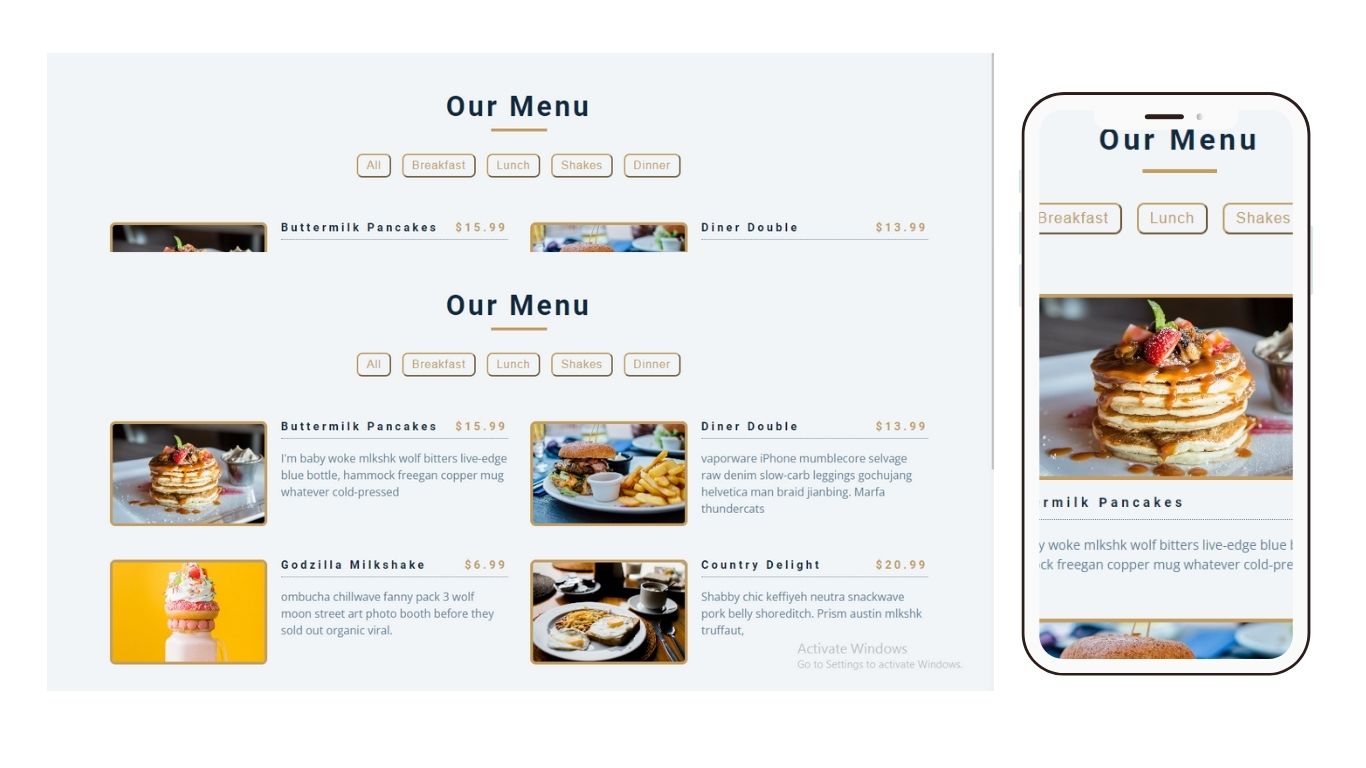 Our Menu
All Breakfast Lunch Shakes Dinner
Buttermilk Pancakes $15.99
Diner Double $13.99
Our Menu
All Breakfast Lunch Shakes Dinner
Buttermilk Pancakes $15.99
I'm baby woke mlkshk wolf bitters live-edge
blue bottle, hammock freegan copper mug
whatever cold-pressed
Diner Double $13.99
vaporware iPhone mumblecore selvage
raw denim slow-carb leggings gochujang
helvetica man braid jianbing. Marfa
thundercats
Godzilla Milkshake $6.99
ombucha chillwave fanny pack 3 wolf
moon street art photo booth before they
sold out organic viral.
Country Delight $20.99
Shabby chic keffiyeh neutra snackwave
pork belly shoreditch. Prism austin mlkshk
truffaut,
Activate Windows
Go to Settings to activate Windows.
Our Menu
Breakfast Lunch Shakes
rmilk Pancakes
y woke mlkshk wolf bitters live-edge blue b
ck freegan copper mug whatever cold-pre